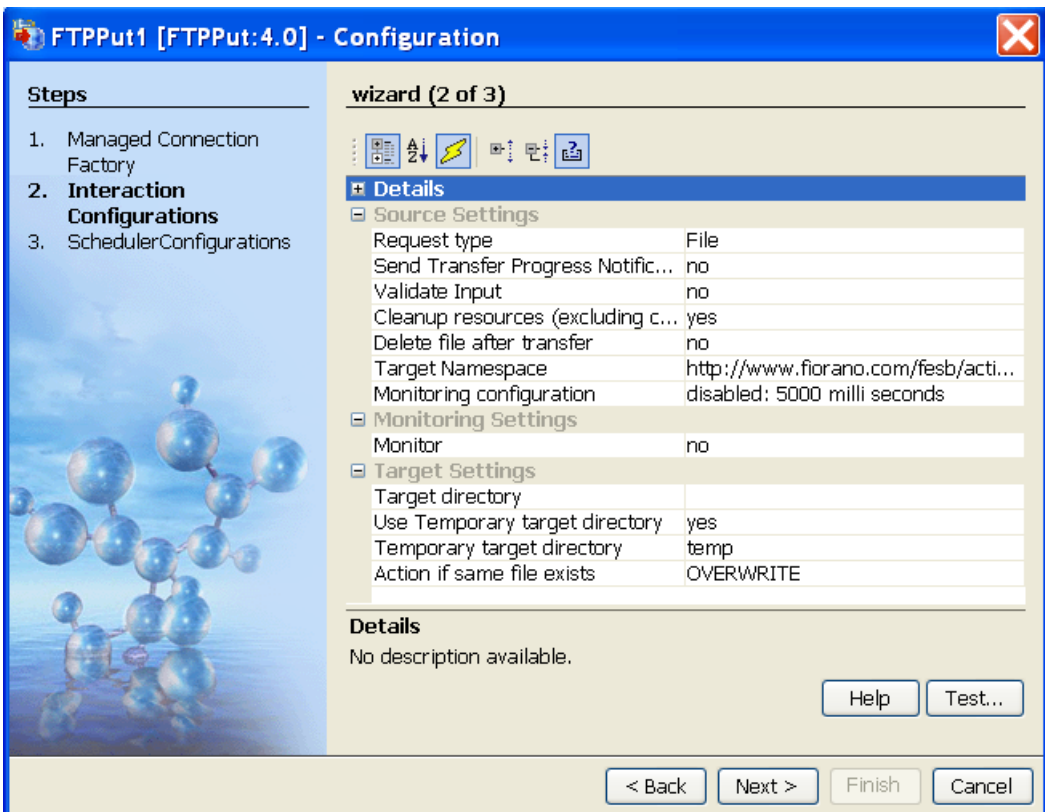 FTPPut1 [FTPPut:4.0] - Configuration
Steps
1. Managed Connection
Factory
2. Interaction
Configurations
3. SchedulerConfigurations
wizard (2 of 3)
Details
Source Settings
Request type File
Send Transfer Progress Notific... no
Validate Input no
Cleanup resources (excluding c... yes
Delete file after transfer no
Target Namespace http://www.fiorano.com/fesb/acti...
Monitoring configuration disabled: 5000 milli seconds
Monitoring Settings
Monitor no
Target Settings
Target directory
Use Temporary target directory yes
Temporary target directory temp
Action if same file exists OVERWRITE
Details
No description available.
Help Test...
< Back Next > Finish Cancel